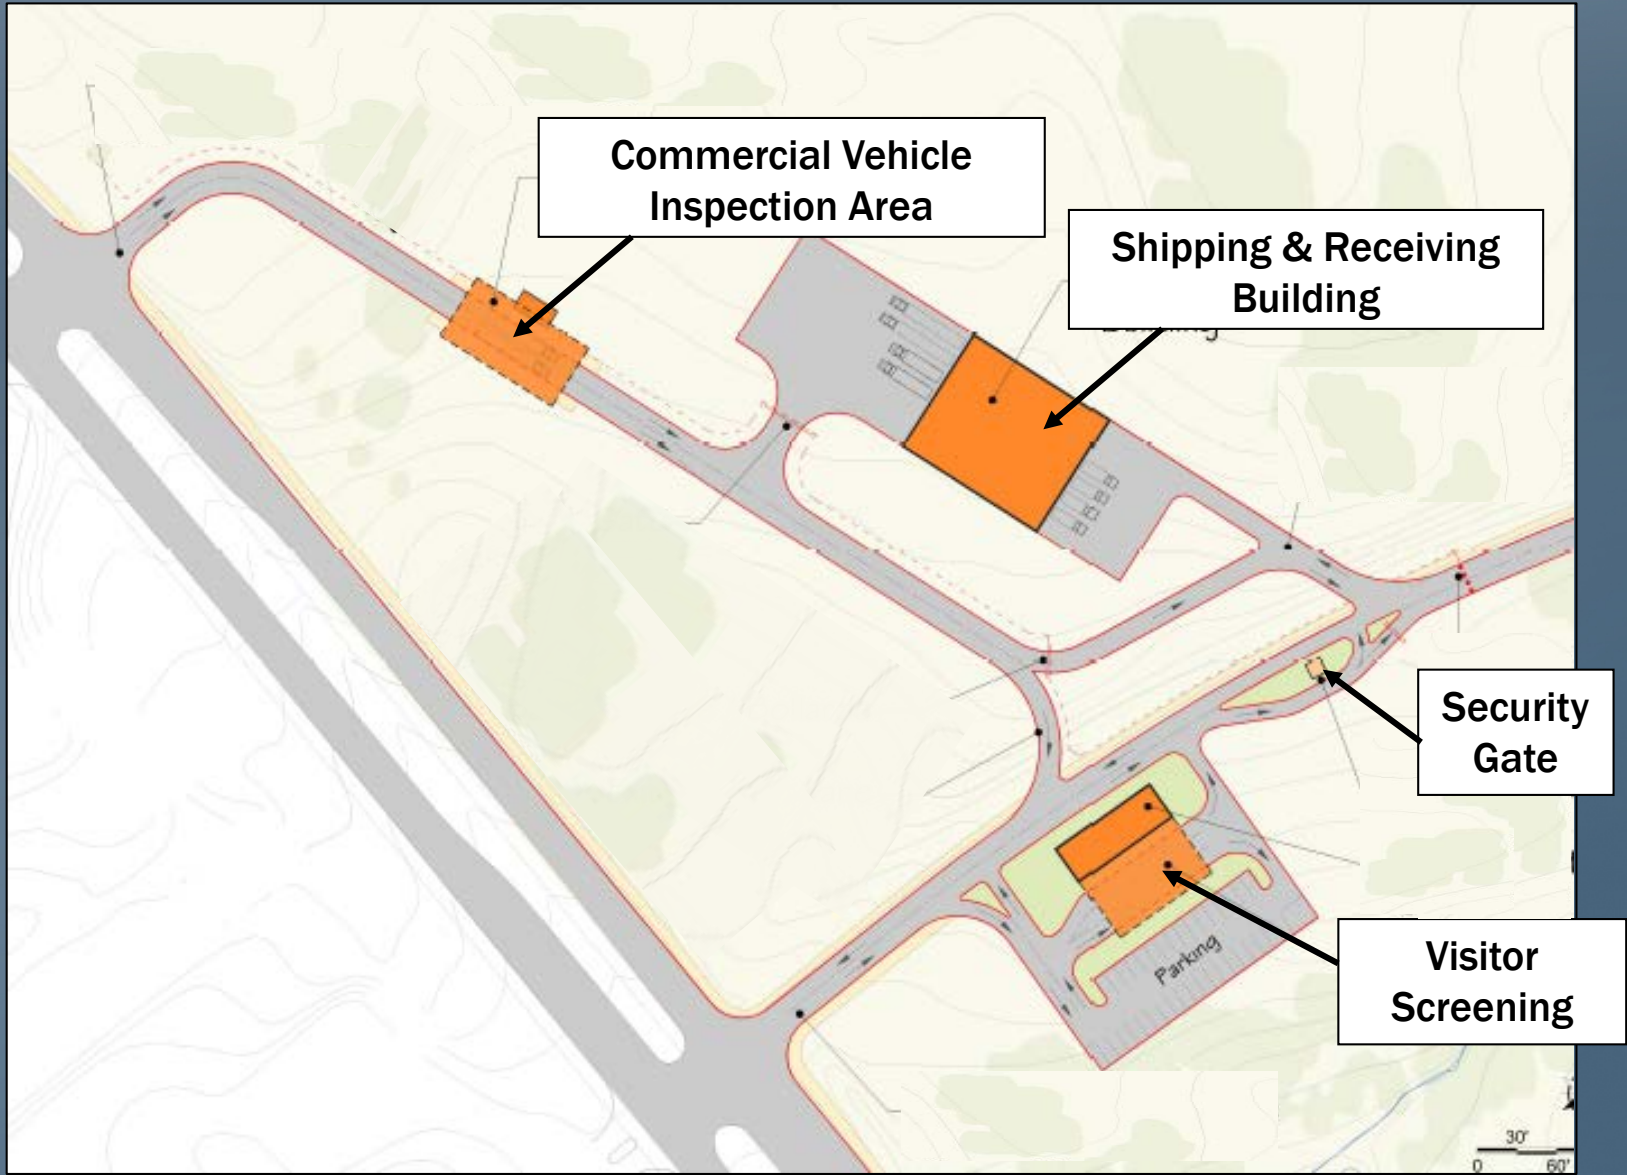 Commercial Vehicle
Inspection Area
Shipping & Receiving
Building
Security
Gate
Visitor
Screening
Parking
30'
0
60'